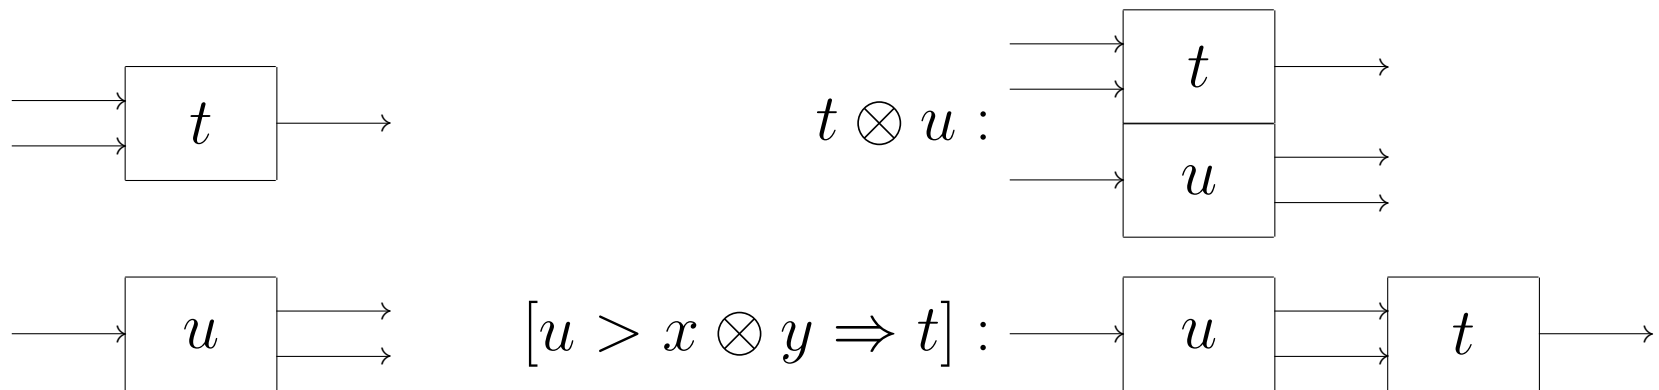 t
t ⊗ u :
t
u
u
[u > x ⊗ y ⇒ t] :
u
t